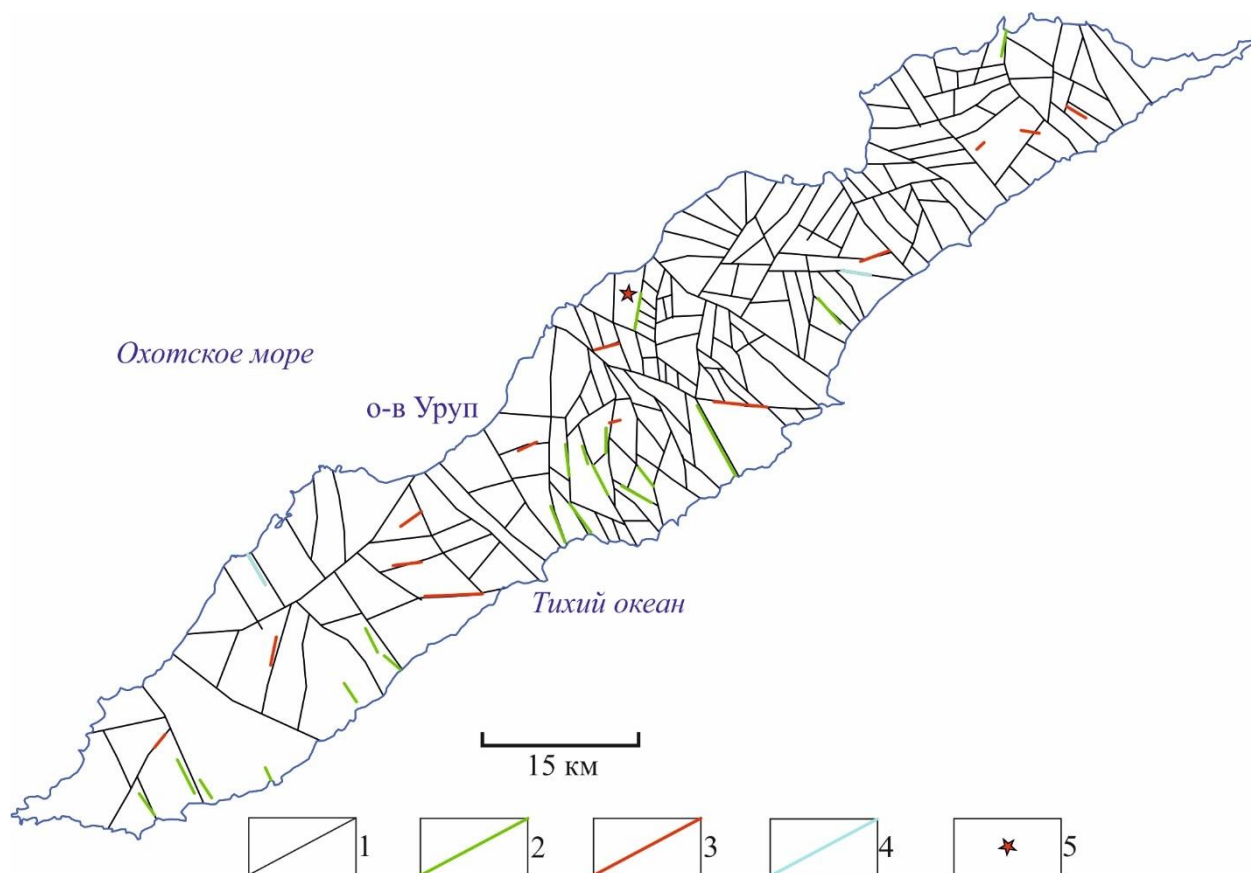 Охотское море
о-в Уруп
Тихий океан
15 км
1 2 3 4 5